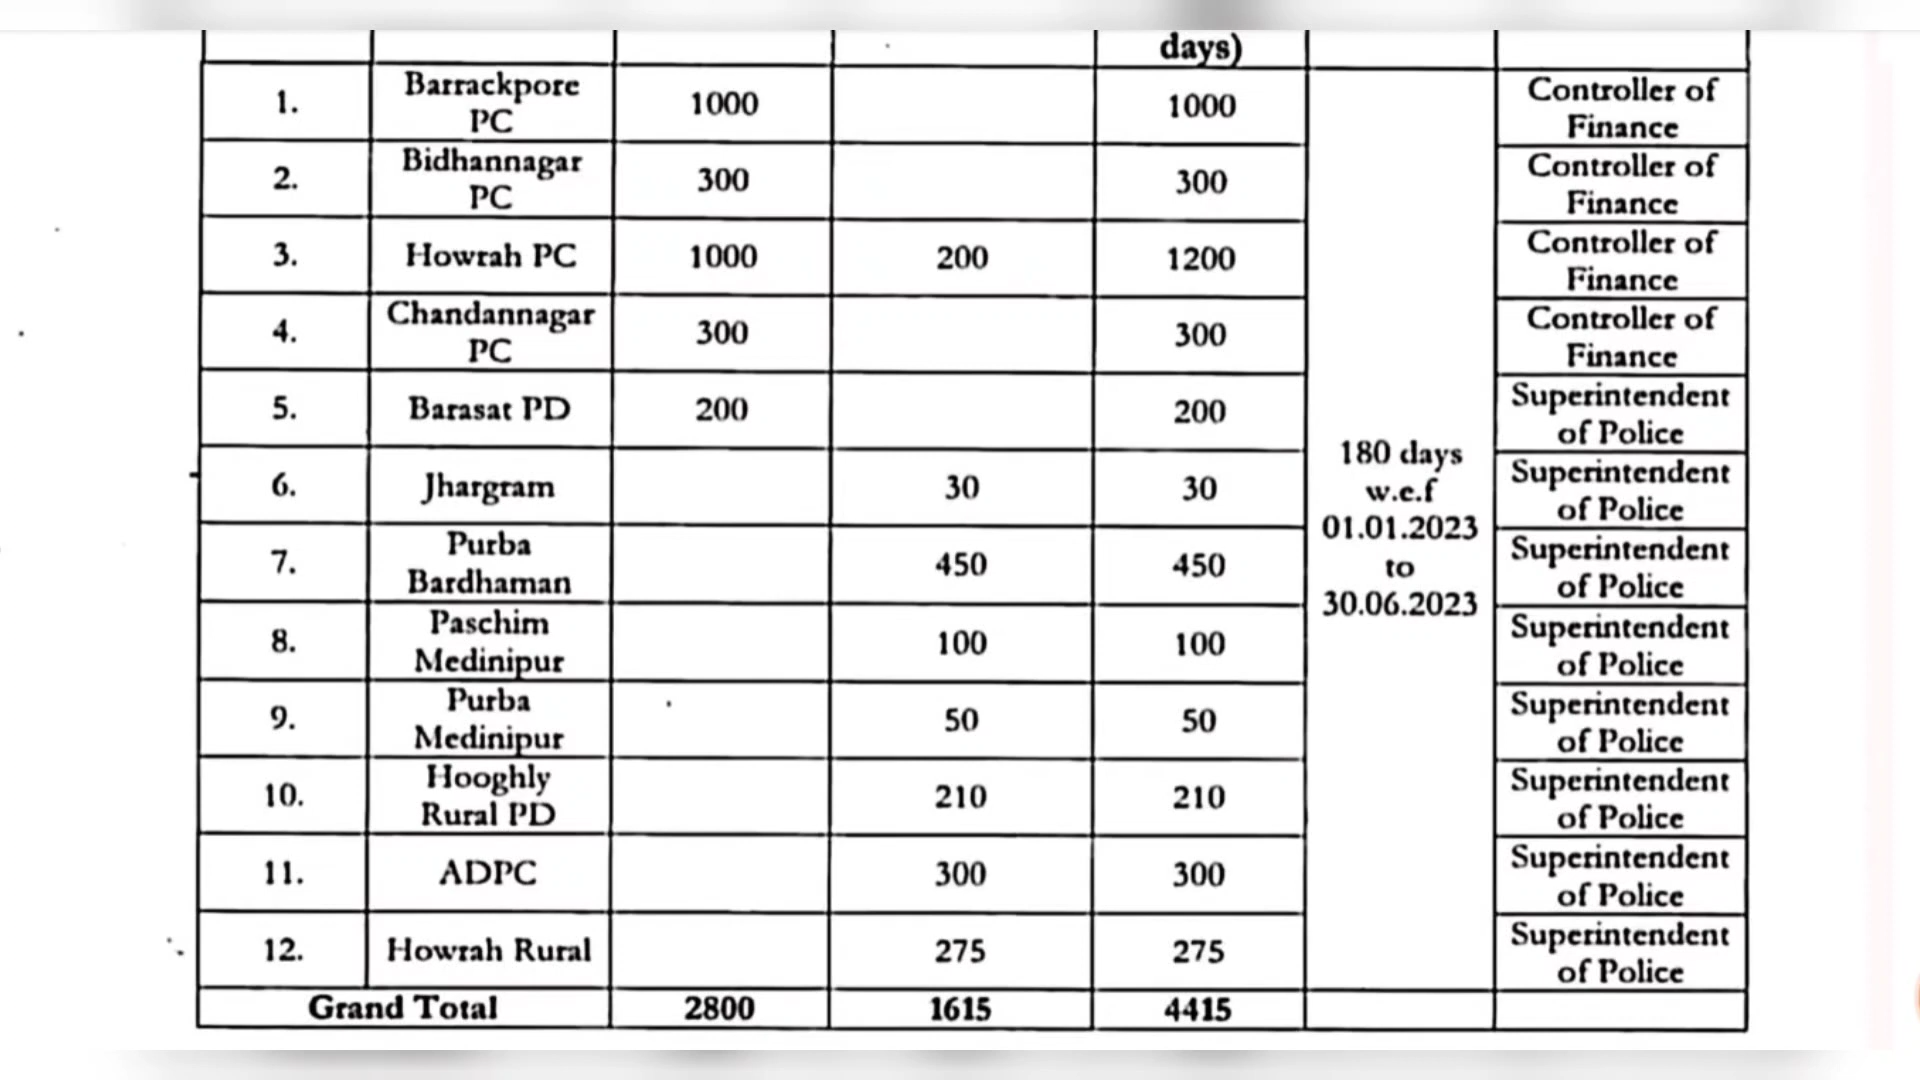 days)
1. Barrackpore PC 1000 1000 Controller of Finance
2. Bidhannagar PC 300 300 Controller of Finance
3. Howrah PC 1000 200 1200 Controller of Finance
4. Chandannagar PC 300 300 Controller of Finance
5. Barasat PD 200 200 Superintendent of Police
6. Jhargram 30 30 Superintendent of Police
7. Purba Bardhaman 450 450 Superintendent of Police
8. Paschim Medinipur 100 100 Superintendent of Police
9. Purba Medinipur 50 50 Superintendent of Police
10. Hooghly Rural PD 210 210 Superintendent of Police
11. ADPC 300 300 Superintendent of Police
12. Howrah Rural 275 275 Superintendent of Police
180 days
w.e.f
01.01.2023
to
30.06.2023
Grand Total 2800 1615 4415